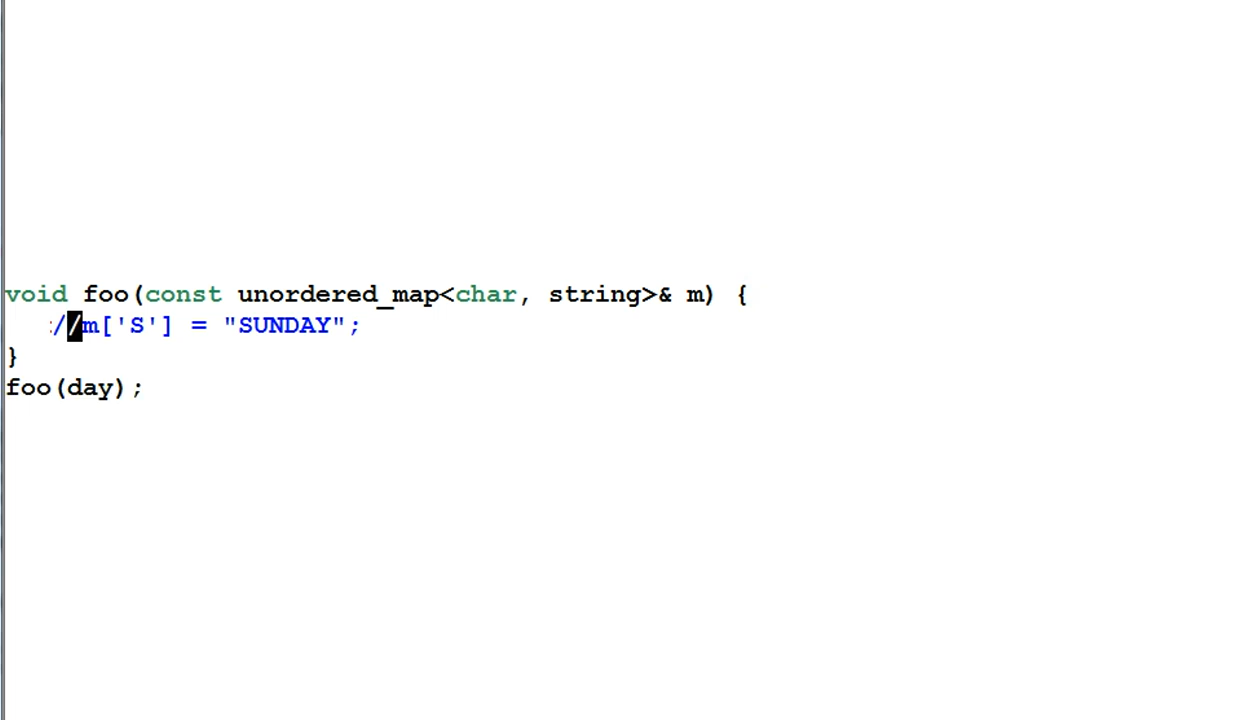 void foo(const unordered_map<char, string>& m) {
//m['S'] = "SUNDAY";
}
foo(day);